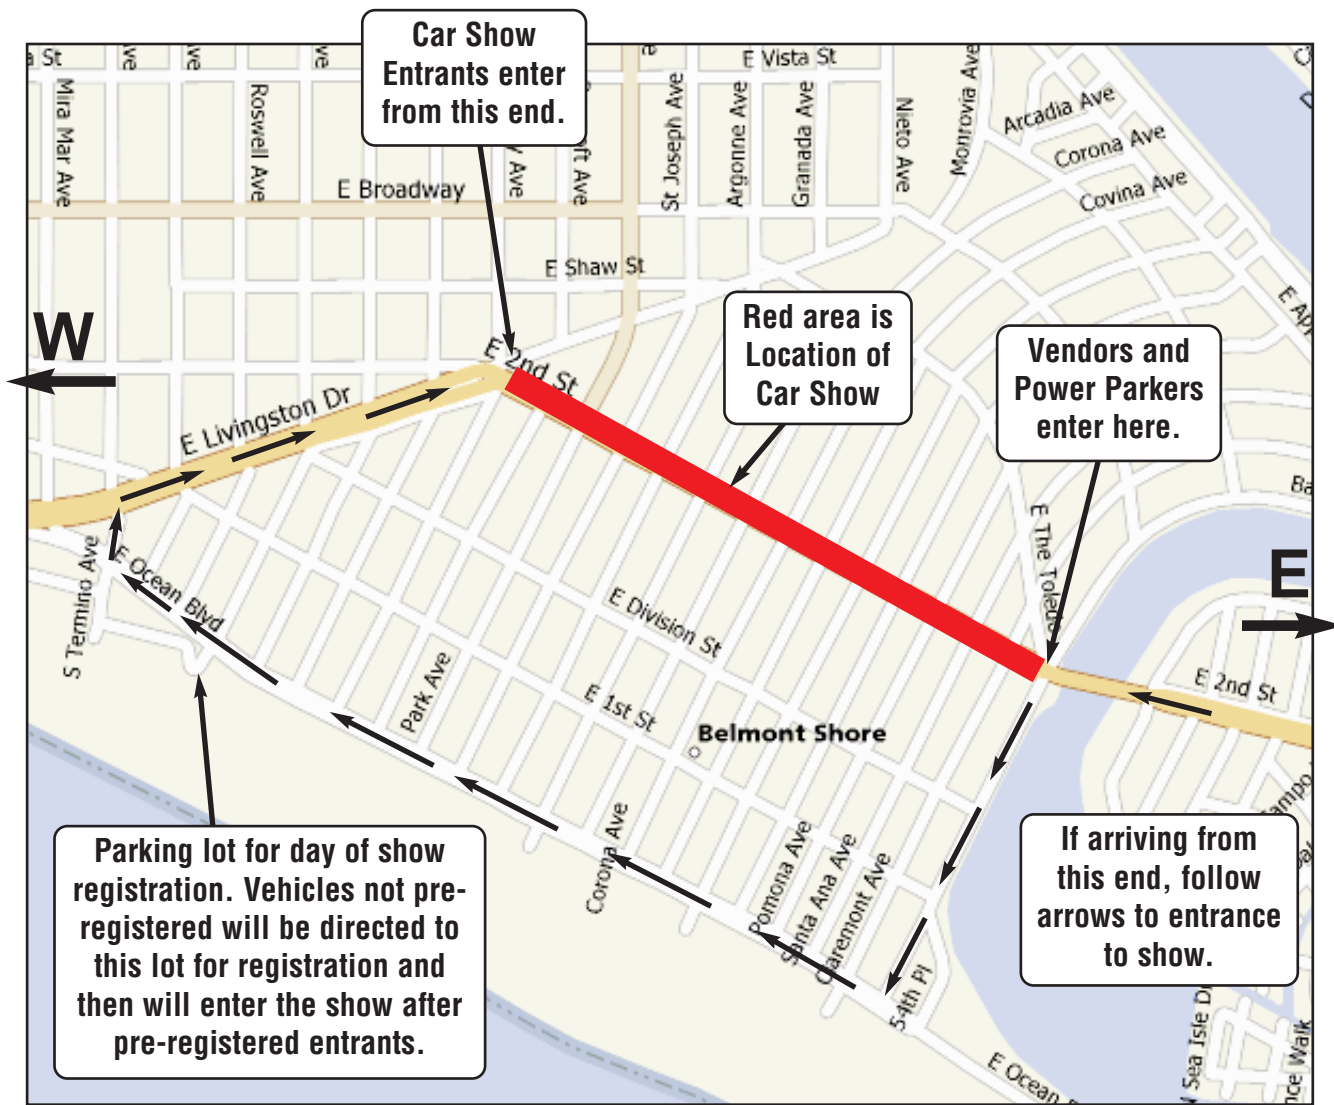 Car Show
Entrants enter
from this end.
E Vista St
Mira Mar Ave
Roswell Ave
St Joseph Ave
Argonne Ave
Granada Ave
Nieto Ave
Monrovia Ave
Arcadia Ave
Corona Ave
Covina Ave
E Broadway
E Shaw St
W
E 2nd St
E Livingston Dr
Red area is
Location of
Car Show
Vendors and
Power Parkers
enter here.
E The Toledo
E
S Termino Ave
E Ocean Blvd
E Division St
E 1st St
Park Ave
Belmont Shore
E 2nd St
Corona Ave
Pomona Ave
Santa Ana Ave
Claremont Ave
54th Pl
Parking lot for day of show
registration. Vehicles not pre-
registered will be directed to
this lot for registration and
then will enter the show after
pre-registered entrants.
If arriving from
this end, follow
arrows to entrance
to show.
E Ocean
Sea Isle
Walk